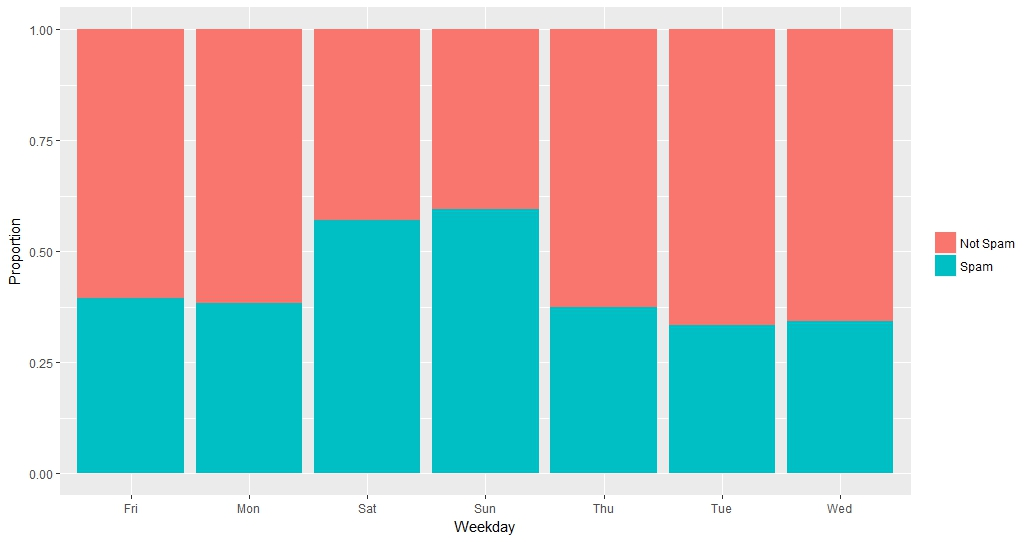 1.00
0.75
0.50
0.25
0.00
Proportion
Fri Mon Sat Sun Thu Tue Wed
Weekday
Not Spam
Spam